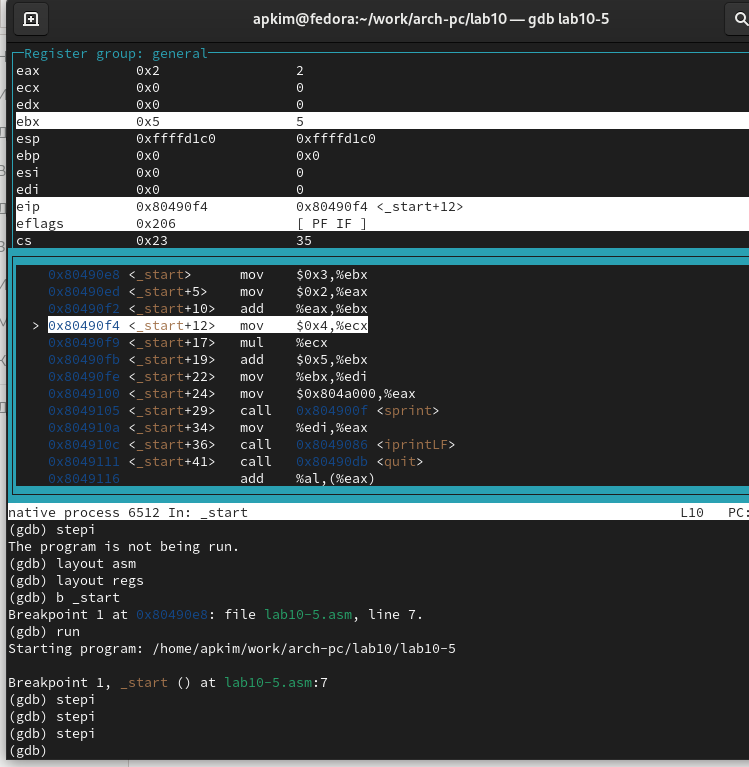 apkim@fedora:~/work/arch-pc/lab10 — gdb lab10-5
Register group: general
eax 0x2 2
ecx 0x0 0
edx 0x0 0
ebx 0x5 5
esp 0xffffd1c0 0xffffd1c0
ebp 0x0 0x0
esi 0x0 0
edi 0x0 0
eip 0x80490f4 0x80490f4 <_start+12>
eflags 0x206 [ PF IF ]
cs 0x23 35
0x80490e8 <_start> mov $0x3,%ebx
0x80490ed <_start+5> mov $0x2,%eax
0x80490f2 <_start+10> add %eax,%ebx
> 0x80490f4 <_start+12> mov $0x4,%ecx
0x80490f9 <_start+17> mul %ecx
0x80490fb <_start+19> add $0x5,%ebx
0x80490fe <_start+22> mov %ebx,%edi
0x8049100 <_start+24> mov $0x804a000,%eax
0x8049105 <_start+29> call 0x804900f <sprint>
0x804910a <_start+34> mov %edi,%eax
0x804910c <_start+36> call 0x8049086 <iprintLF>
0x8049111 <_start+41> call 0x80490db <quit>
0x8049116 add %al,(%eax)
native process 6512 In: _start L10 PC:
(gdb) stepi
The program is not being run.
(gdb) layout asm
(gdb) layout regs
(gdb) b _start
Breakpoint 1 at 0x80490e8: file lab10-5.asm, line 7.
(gdb) run
Starting program: /home/apkim/work/arch-pc/lab10/lab10-5
Breakpoint 1, _start () at lab10-5.asm:7
(gdb) stepi
(gdb) stepi
(gdb) stepi
(gdb)